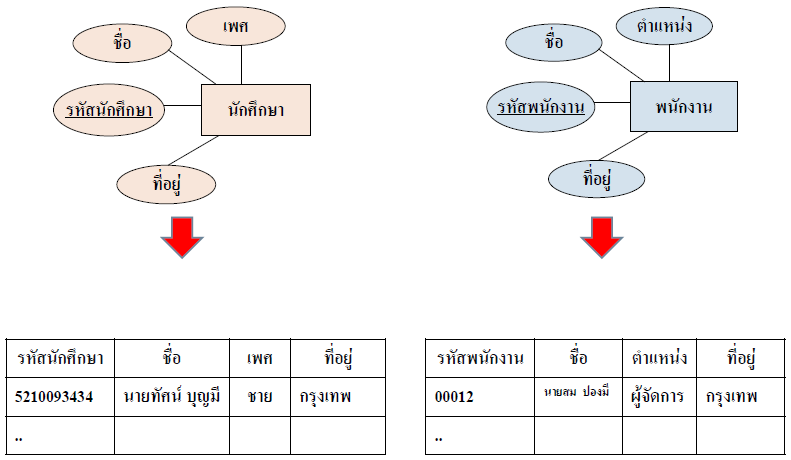 ชื่อ
เพศ
รหัสนักศึกษา
นักศึกษา
ที่อยู่
ชื่อ
ตำแหน่ง
รหัสพนักงาน
พนักงาน
ที่อยู่
รหัสนักศึกษา ชื่อ เพศ ที่อยู่
5210093434 นายทัศน์ บุญมี ชาย กรุงเทพ
..
รหัสพนักงาน ชื่อ ตำแหน่ง ที่อยู่
00012 นายสม ปองมี ผู้จัดการ กรุงเทพ
..